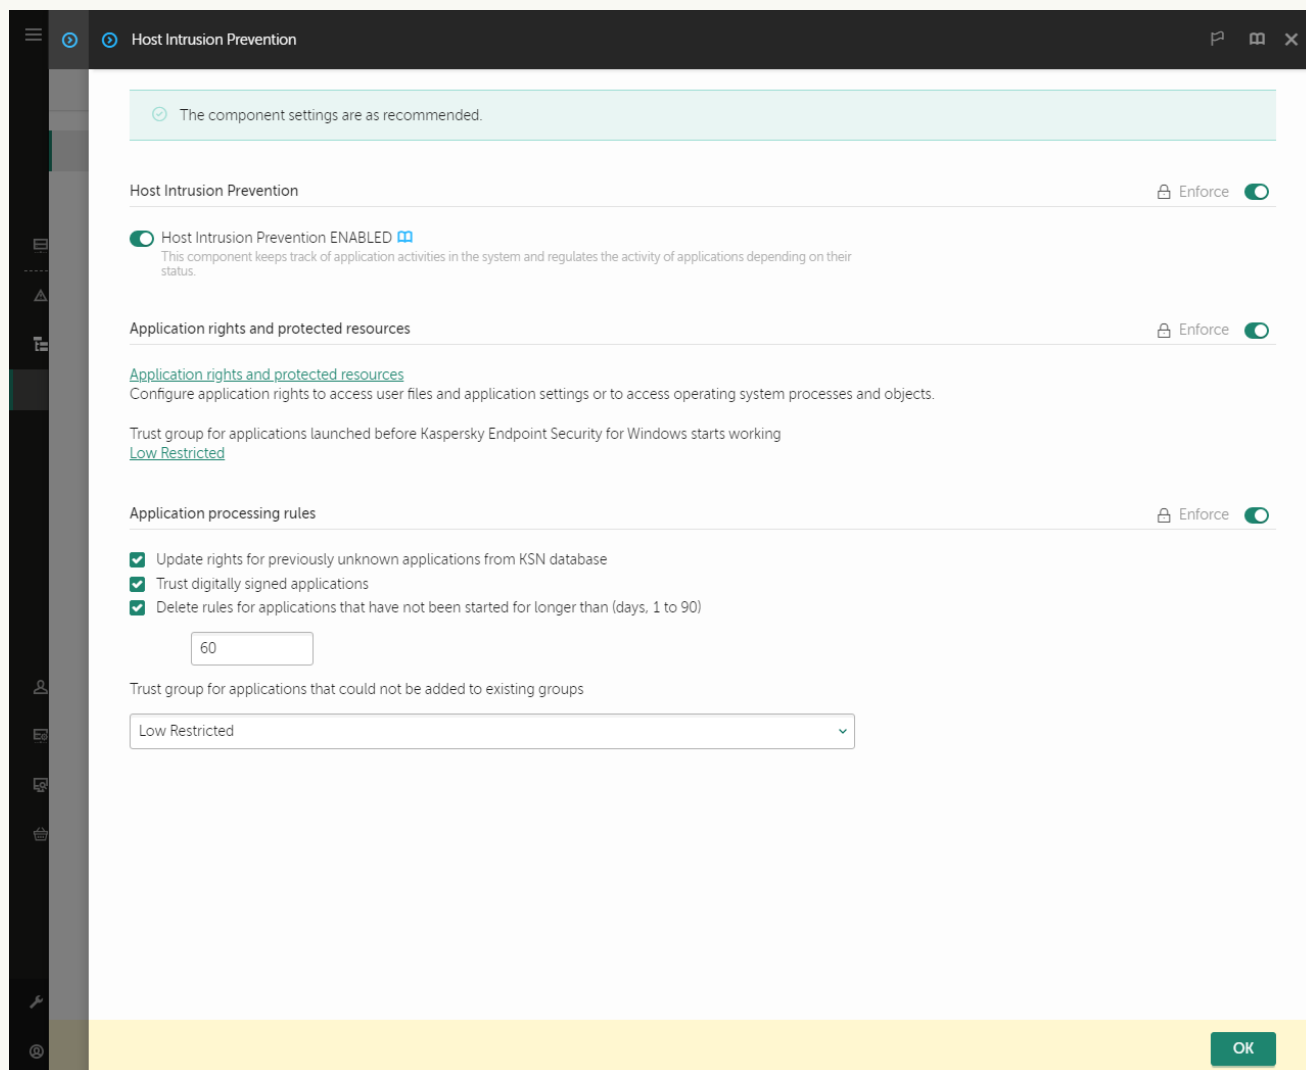 Host Intrusion Prevention
The component settings are as recommended.
Host Intrusion Prevention
Enforce
Host Intrusion Prevention ENABLED
This component keeps track of application activities in the system and regulates the activity of applications depending on their
status.
Application rights and protected resources
Enforce
Application rights and protected resources
Configure application rights to access user files and application settings or to access operating system processes and objects.
Trust group for applications launched before Kaspersky Endpoint Security for Windows starts working
Low Restricted
Application processing rules
Enforce
Update rights for previously unknown applications from KSN database
Trust digitally signed applications
Delete rules for applications that have not been started for longer than (days, 1 to 90)
60
Trust group for applications that could not be added to existing groups
Low Restricted
OK